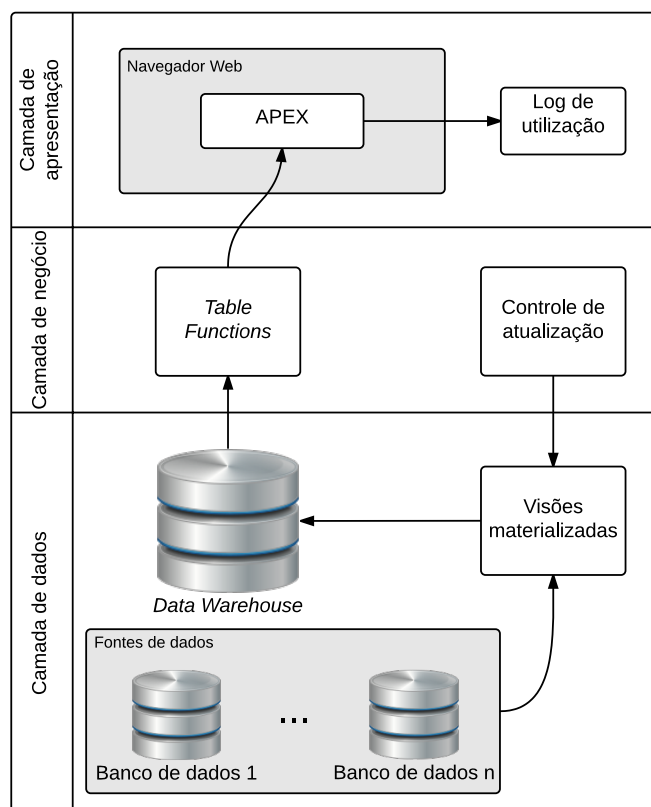 Camada de
apresentação
Navegador Web
APEX
Log de
utilização
Camada de negócio
Table
Functions
Controle de
atualização
Camada de dados
Data Warehouse
Visões
materializadas
Fontes de dados
Banco de dados 1
...
Banco de dados n